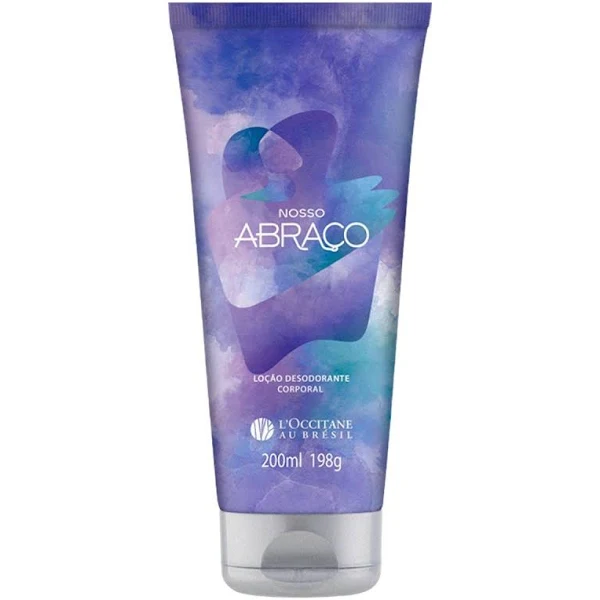 NOSSO
ABRAÇO
LOÇÃO DESODORANTE
CORPORAL
L'OCCITANE
AU BRÉSIL
200ml 198g